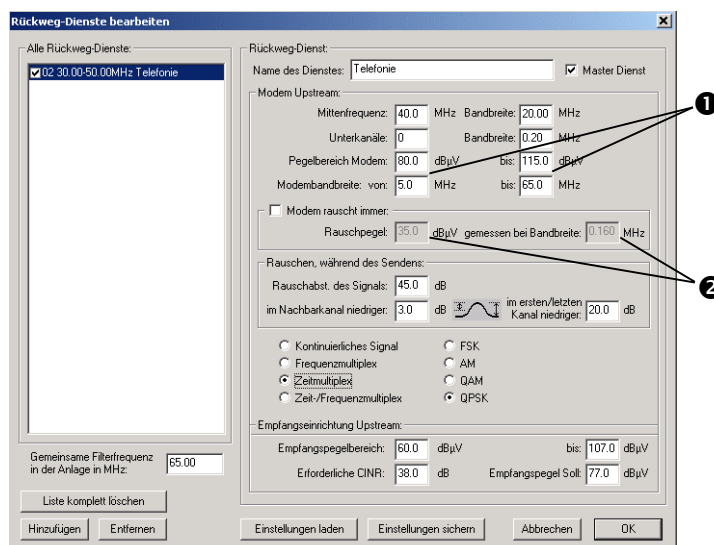 Rückweg-Dienste bearbeiten
Alle Rückweg-Dienste:
02 30.00-50.00MHz Telefonie
Gemeinsame Filterfrequenz
in der Anlage in MHz: 65.00
Liste komplett löschen
Hinzufügen Entfernen
Rückweg-Dienst:
Name des Dienstes: Telefonie Master Dienst
Modem Upstream:
Mittenfrequenz: 40.0 MHz Bandbreite: 20.00 MHz
Unterkanäle: 0 Bandbreite: 0.20 MHz
Pegelbereich Modem: 80.0 dBµV bis: 115.0 dBµV
Modembandbreite: von: 5.0 MHz bis: 65.0 MHz
❶
Modem rauscht immer:
Rauschpegel: 35.0 dBµV gemessen bei Bandbreite: 0.160 MHz
❷
Rauschen, während des Sendens:
Rauschabst. des Signals: 45.0 dB
im Nachbarkanal niedriger: 3.0 dB im ersten/letzten
Kanal niedriger: 20.0 dB
Kontinuierliches Signal FSK
Frequenzmultiplex AM
Zeitmultiplex QAM
Zeit-/Frequenzmultiplex QPSK
Empfangseinrichtung Upstream:
Empfangspegelbereich: 60.0 dBµV bis: 107.0 dBµV
Erforderliche CINR: 38.0 dB Empfangspegel Soll: 77.0 dBµV
Einstellungen laden Einstellungen sichern Abbrechen OK